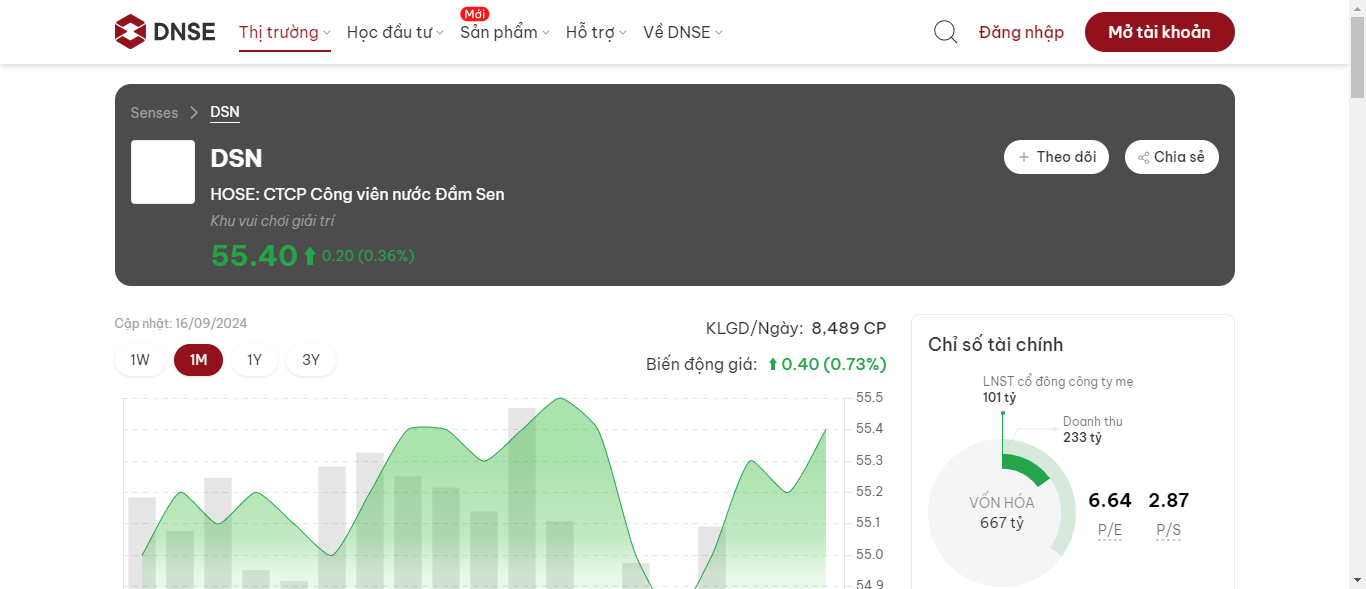 DNSE
Thị trường
Học đầu tư
Mới
Sản phẩm
Hỗ trợ
Về DNSE
Đăng nhập
Mở tài khoản
Senses > DSN
DSN
Theo dõi
Chia sẻ
HOSE: CTCP Công viên nước Đầm Sen
Khu vui chơi giải trí
55.40 0.20 (0.36%)
Cập nhật: 16/09/2024
1W 1M 1Y 3Y
KLGD/Ngày: 8,489 CP
Biến động giá: 0.40 (0.73%)
55.5
55.4
55.3
55.2
55.1
55.0
54.9
Chỉ số tài chính
LNST cổ đông công ty mẹ
101 tỷ
Doanh thu
233 tỷ
VỐN HÓA
667 tỷ
6.64 2.87
P/E P/S